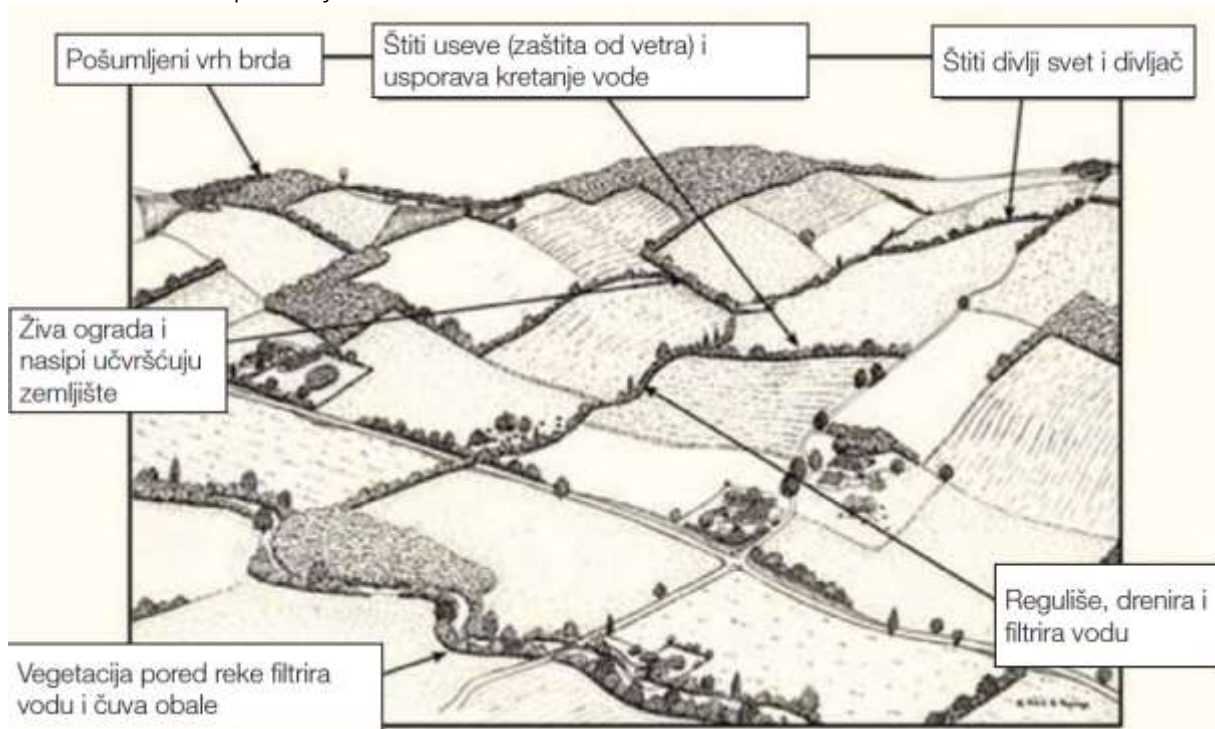 Pošumljeni vrh brda
Štiti useve (zaštita od vetra) i
usporava kretanje vode
Štiti divlji svet i divljač
Živa ograda i
nasipi učvršćuju
zemljište
Reguliše, drenira i
filtrira vodu
Vegetacija pored reke filtrira
vodu i čuva obale